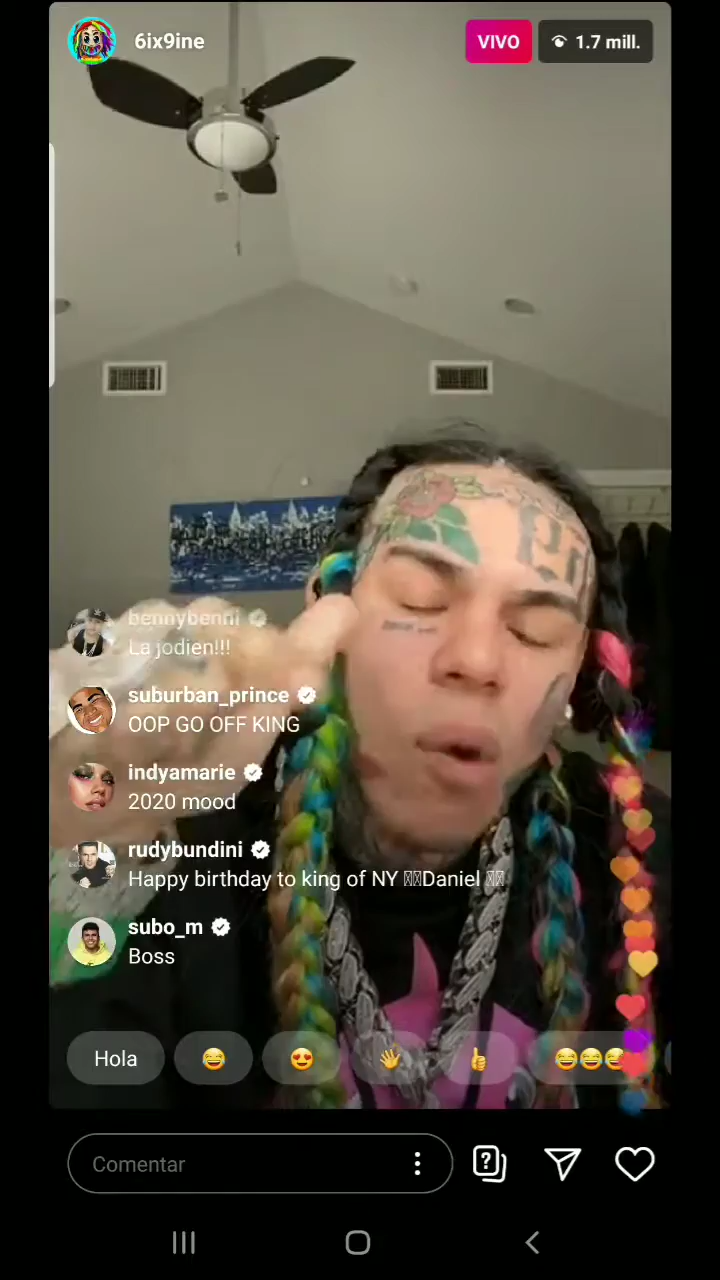 6ix9ine
VIVO
1.7 mill.
bennybenni
La jodien!!!
suburban_prince
OOP GO OFF KING
indyamarie
2020 mood
rudybundini
Happy birthday to king of NY Daniel
subo_m
Boss
Hola
Comentar